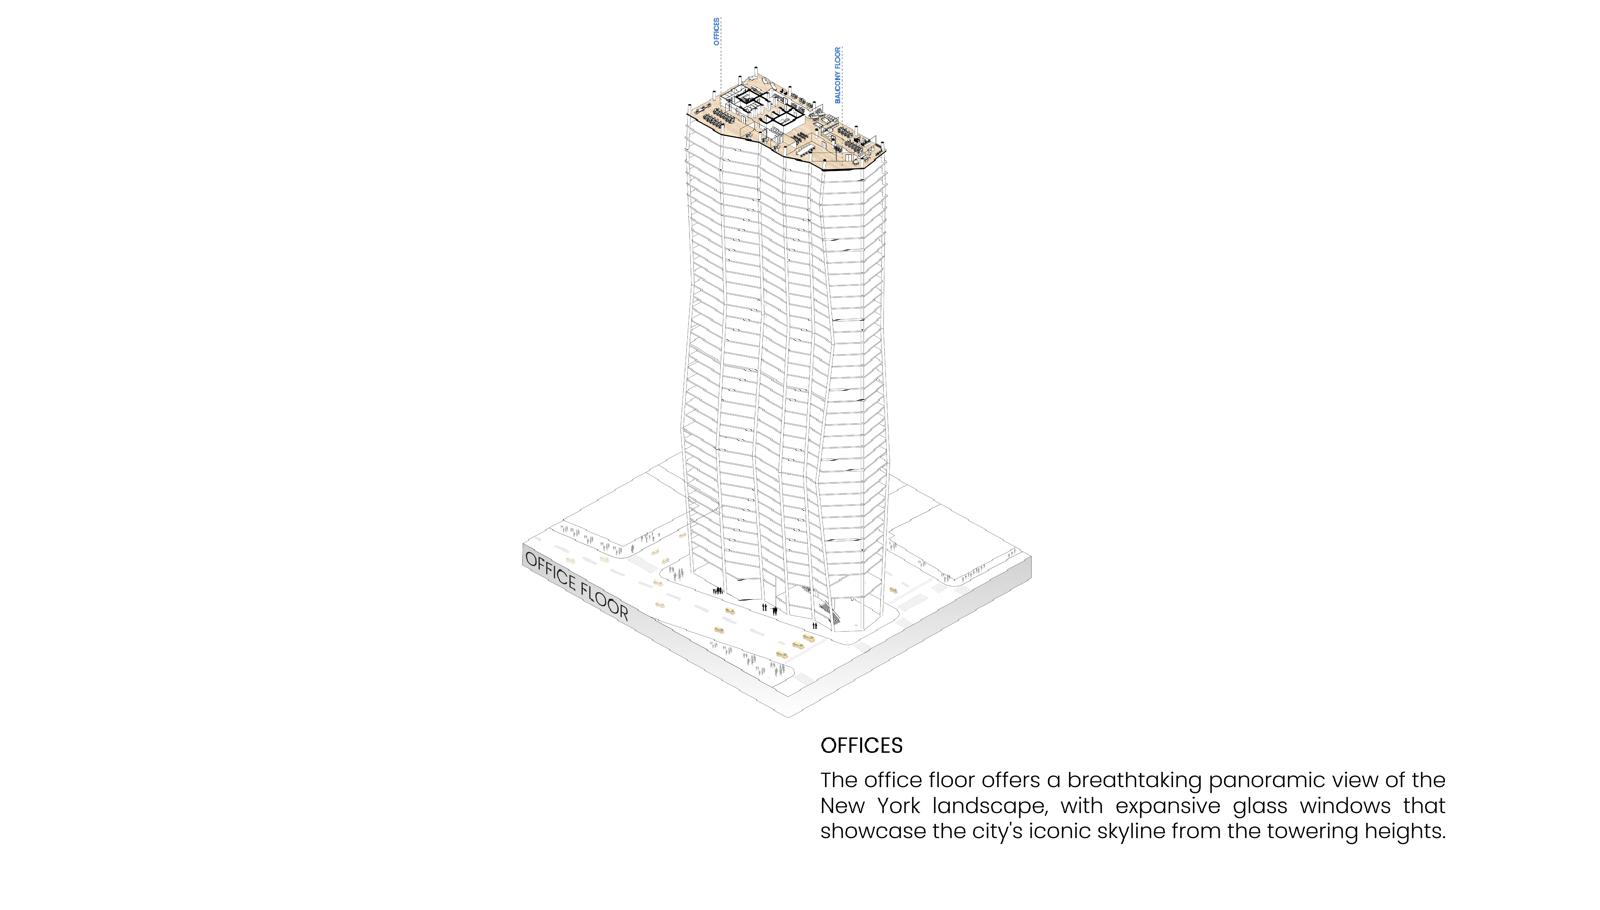 OFFICES
BALCONY FLOOR
OFFICE FLOOR
OFFICES
The office floor offers a breathtaking panoramic view of the
New York landscape, with expansive glass windows that
showcase the city's iconic skyline from the towering heights.